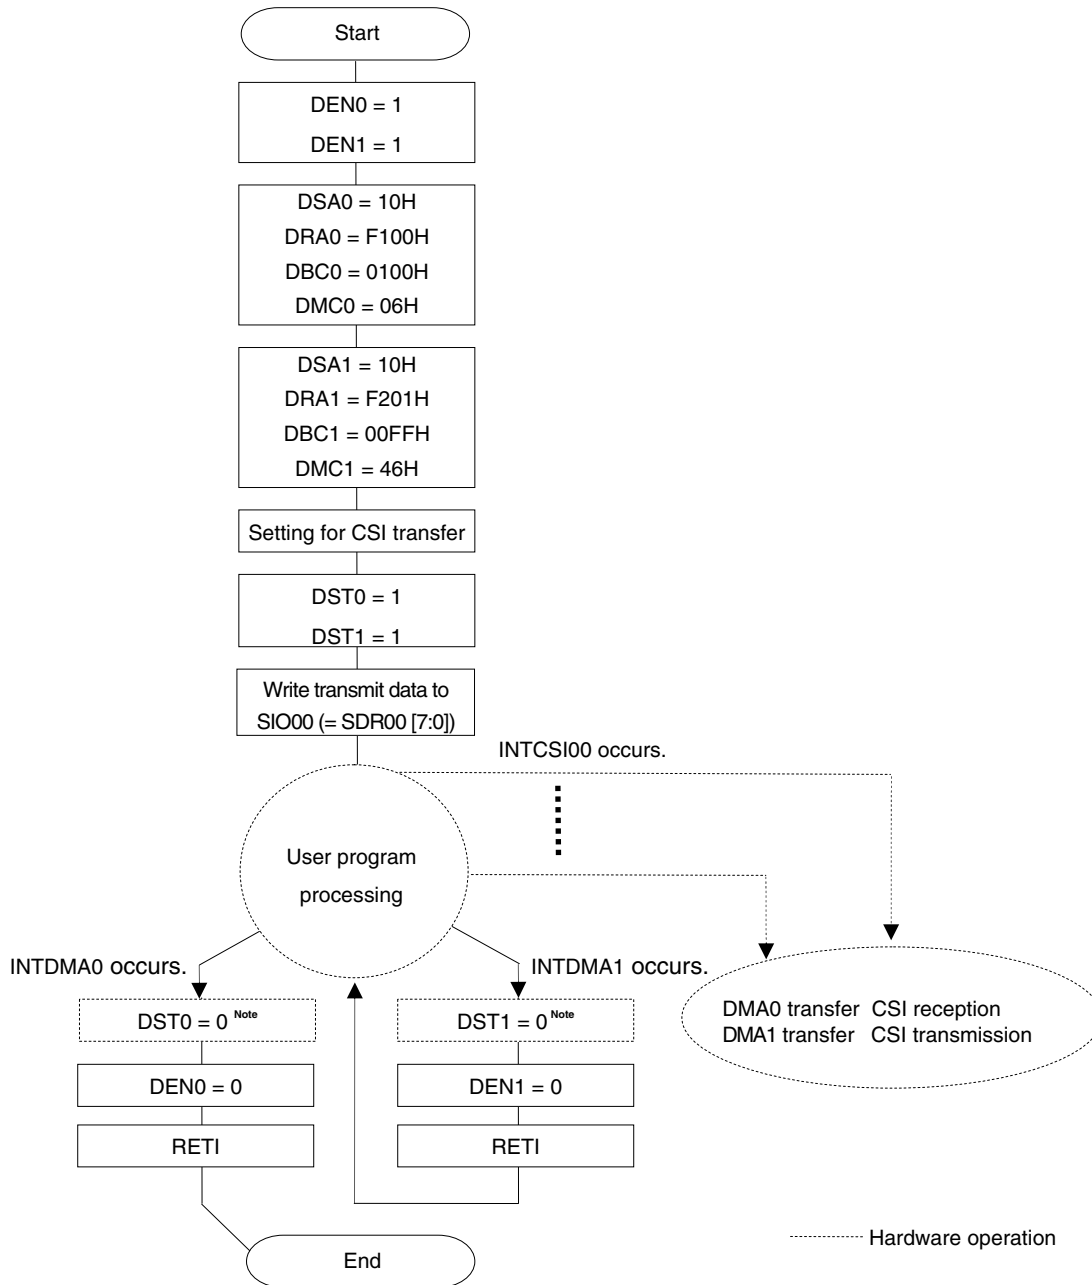 Start
DEN0 = 1
DEN1 = 1
DSA0 = 10H
DRA0 = F100H
DBC0 = 0100H
DMC0 = 06H
DSA1 = 10H
DRA1 = F201H
DBC1 = 00FFH
DMC1 = 46H
Setting for CSI transfer
DST0 = 1
DST1 = 1
Write transmit data to
SIO00 (= SDR00 [7:0])
INTCSI00 occurs.
User program
processing
INTDMA0 occurs.
INTDMA1 occurs.
DST0 = 0 Note
DST1 = 0 Note
DMA0 transfer CSI reception
DMA1 transfer CSI transmission
DEN0 = 0
DEN1 = 0
RETI
RETI
Hardware operation
End